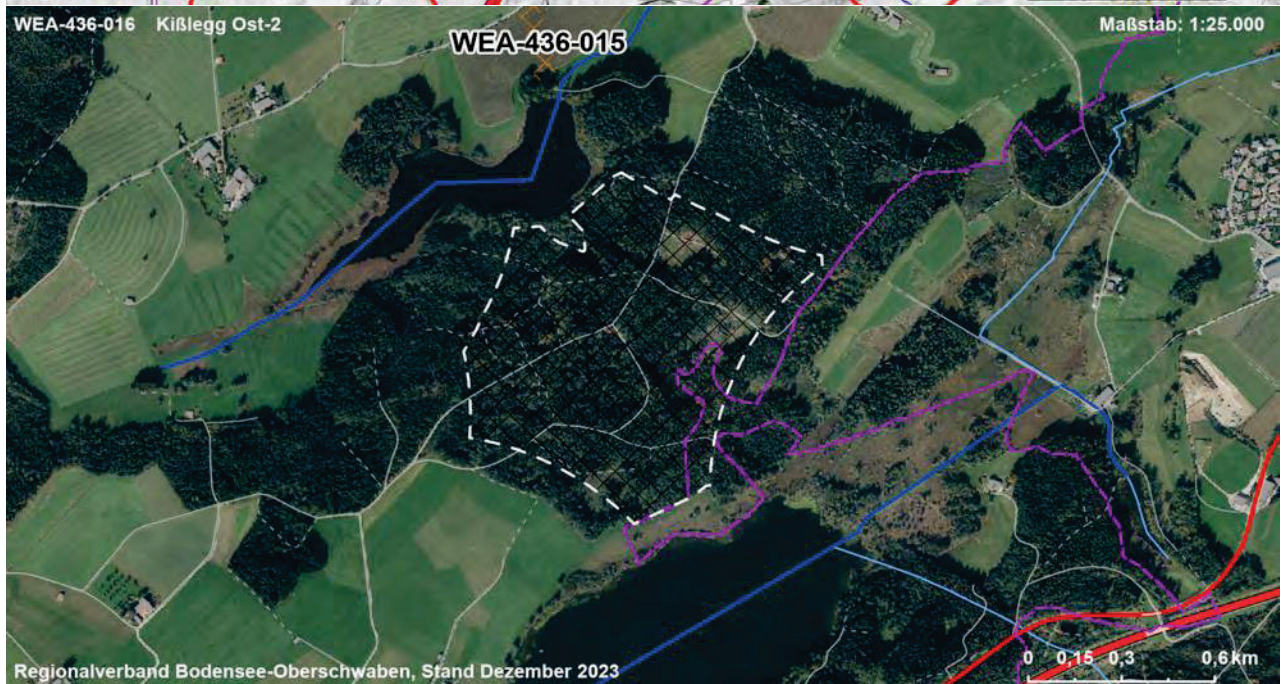 WEA-436-016 Kißlegg Ost-2
Maßstab: 1:25.000
WEA-436-015
Regionalverband Bodensee-Oberschwaben, Stand Dezember 2023
0 0,15 0,3 0,6 km